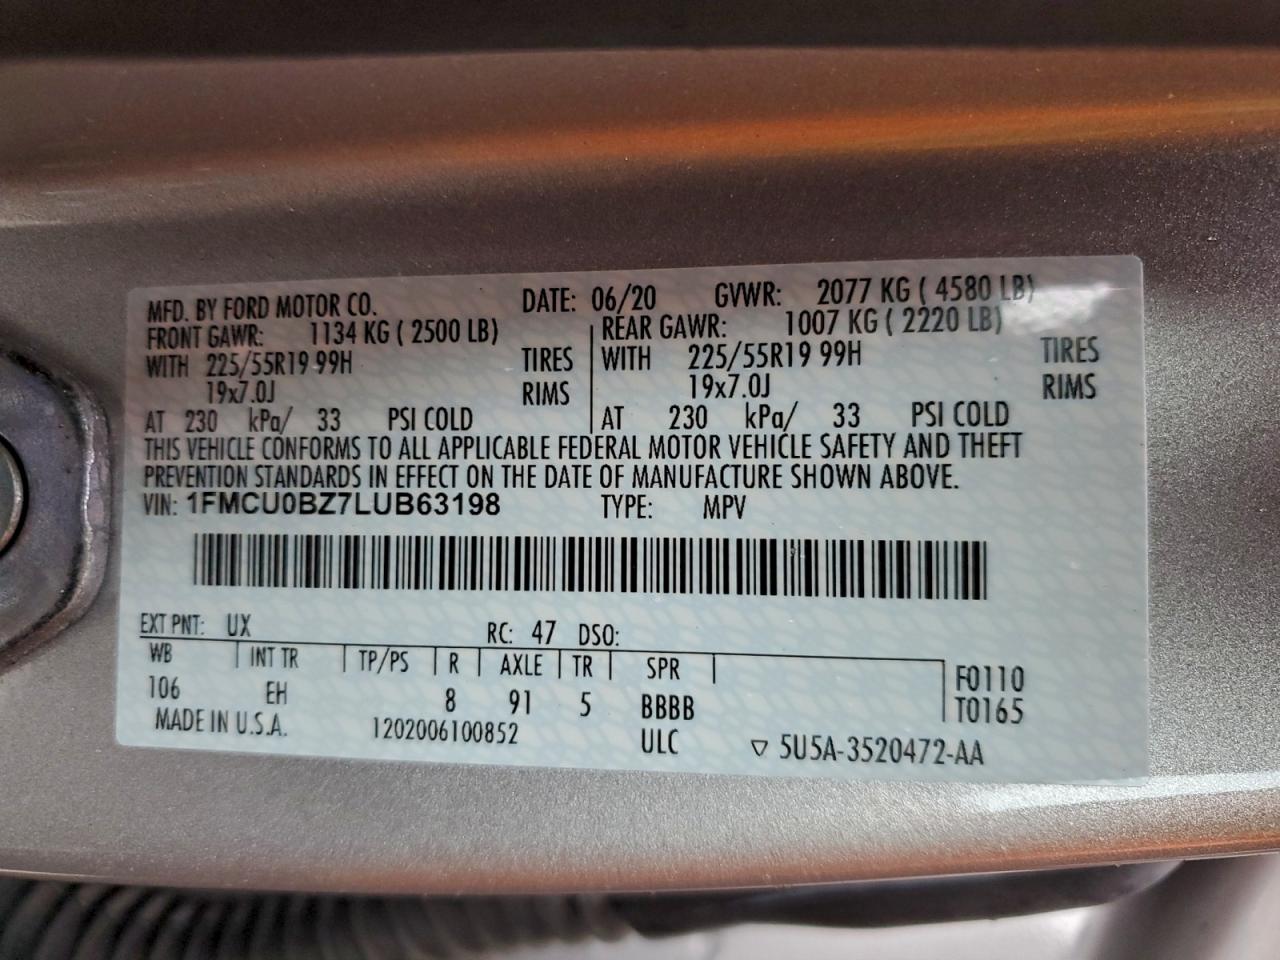 MFD. BY FORD MOTOR CO. DATE: 06/20 GVWR: 2077 KG ( 4580 LB)
FRONT GAWR: 1134 KG ( 2500 LB) REAR GAWR: 1007 KG ( 2220 LB)
WITH 225/55R19 99H TIRES WITH 225/55R19 99H TIRES
19x7.0J RIMS 19x7.0J RIMS
AT 230 kPa/ 33 PSI COLD AT 230 kPa/ 33 PSI COLD
THIS VEHICLE CONFORMS TO ALL APPLICABLE FEDERAL MOTOR VEHICLE SAFETY AND THEFT
PREVENTION STANDARDS IN EFFECT ON THE DATE OF MANUFACTURE SHOWN ABOVE.
VIN: 1FMCU0BZ7LUB63198 TYPE: MPV
EXT PNT: UX RC: 47 DSO:
WB INT TR TP/PS R AXLE TR SPR F0110
106 EH 8 91 5 BBBB T0165
MADE IN U.S.A. 1202006100852 ULC ▽ 5U5A-3520472-AA